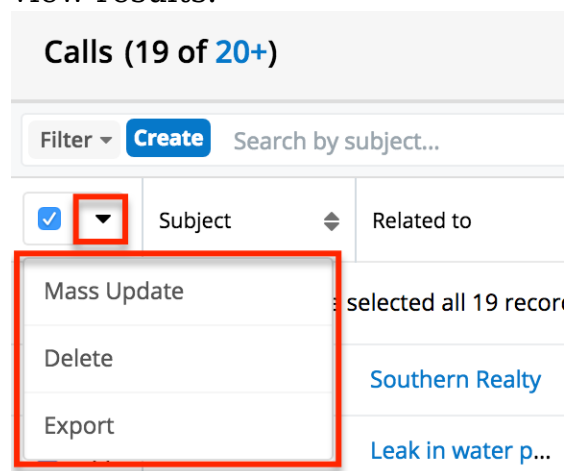 Calls (19 of 20+)
Filter Create Search by subject...
Subject Related to
Mass Update
selected all 19
Delete
Southern Realty
Export
Leak in water p...